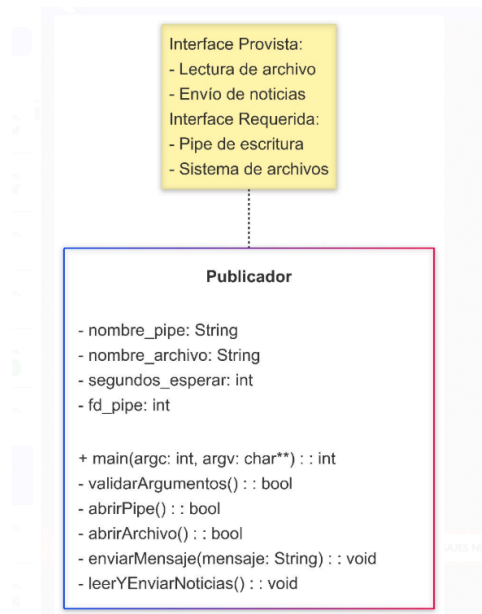 Interface Provista:
- Lectura de archivo
- Envío de noticias
Interface Requerida:
- Pipe de escritura
- Sistema de archivos
Publicador
- nombre_pipe: String
- nombre_archivo: String
- segundos_esperar: int
- fd_pipe: int
+ main(argc: int, argv: char**) : : int
- validarArgumentos() : : bool
- abrirPipe() : : bool
- abrirArchivo() : : bool
- enviarMensaje(mensaje: String) : : void
- leerYEnviarNoticias() : : void